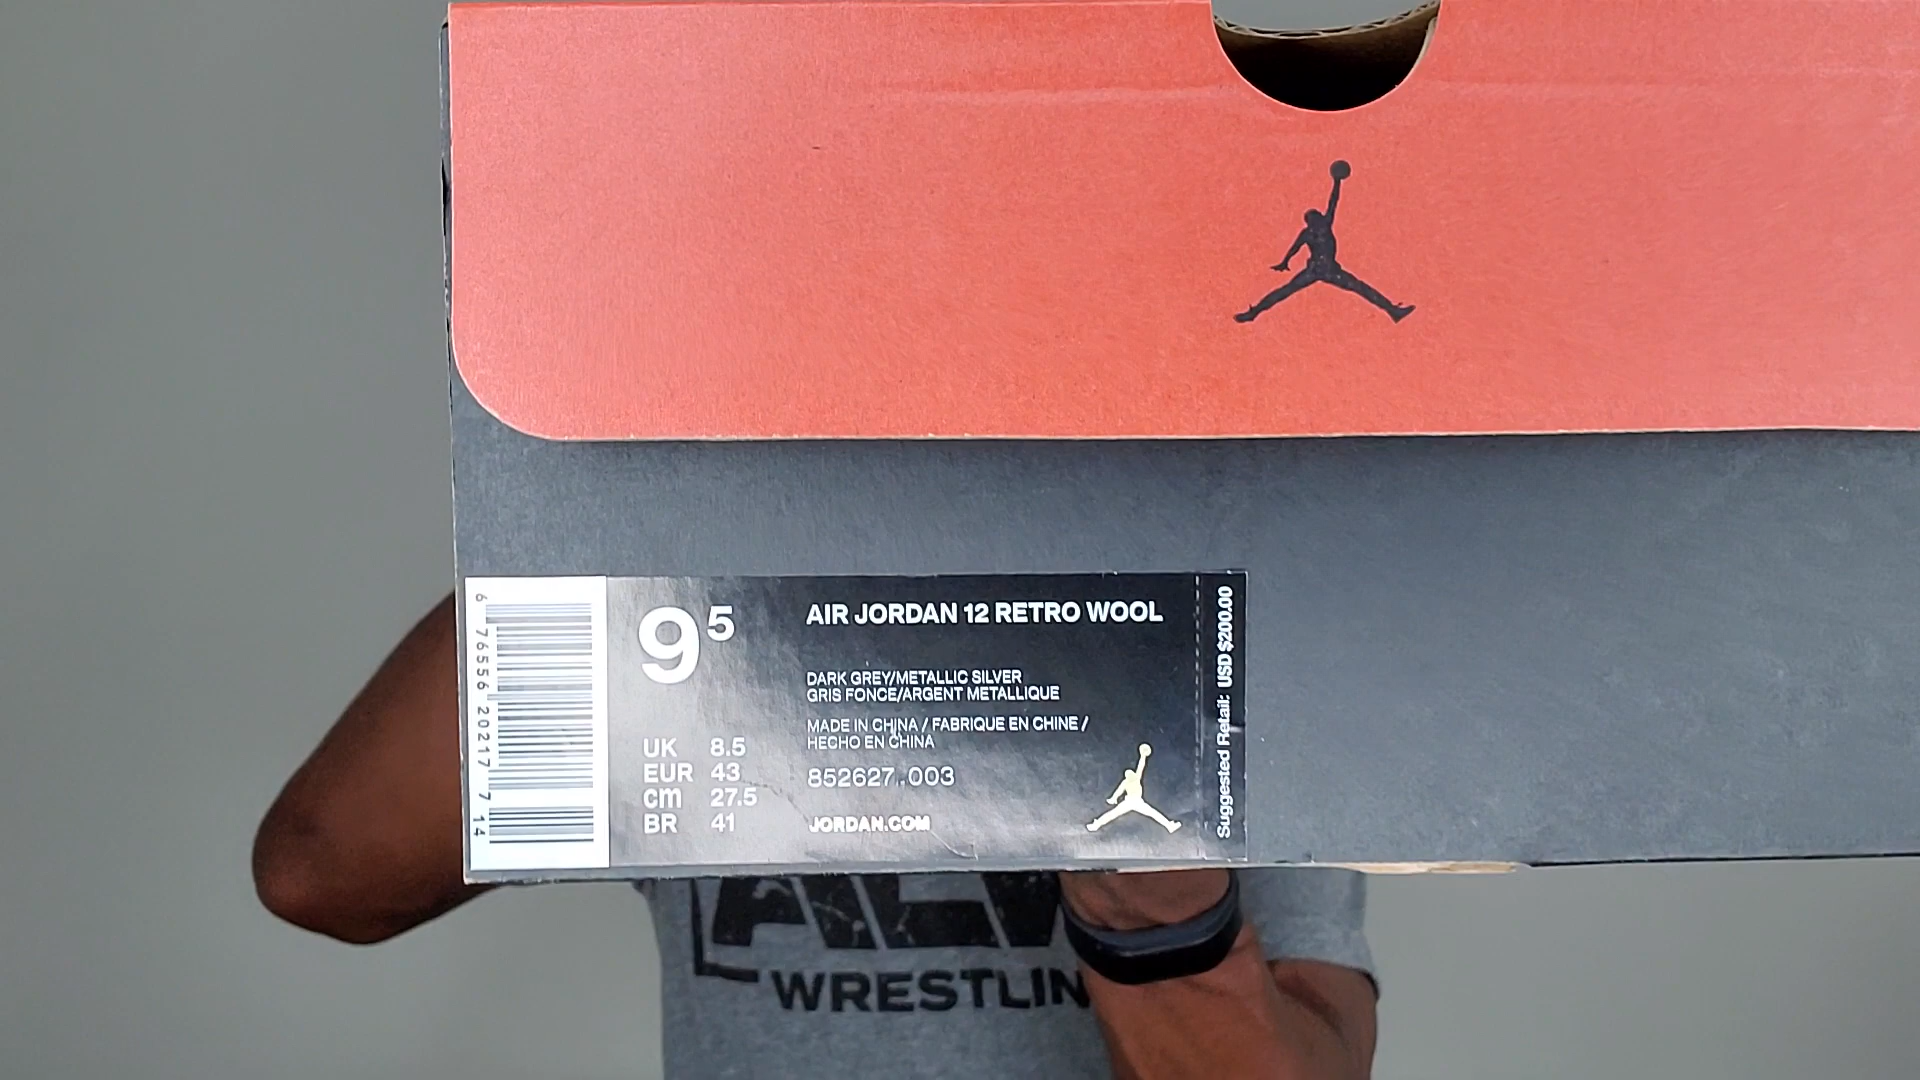 9⁵
AIR JORDAN 12 RETRO WOOL
DARK GREY/METALLIC SILVER
GRIS FONCE/ARGENT METALLIQUE
MADE IN CHINA / FABRIQUE EN CHINE /
HECHO EN CHINA
852627 003
JORDAN.COM
UK 8.5
EUR 43
cm 27.5
BR 41
Suggested Retail: USD $200.00
6 76556 20217 7 14
WRESTLIN